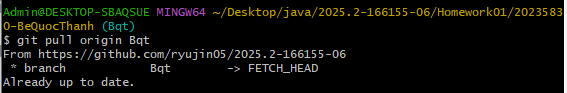 Admin@DESKTOP-SBAQSUE MINGW64 ~/Desktop/java/2025.2-166155-06/Homework01/2023583
0-BeQuocThanh (Bqt)
$ git pull origin Bqt
From https://github.com/ryujin05/2025.2-166155-06
 * branch            Bqt        -> FETCH_HEAD
Already up to date.